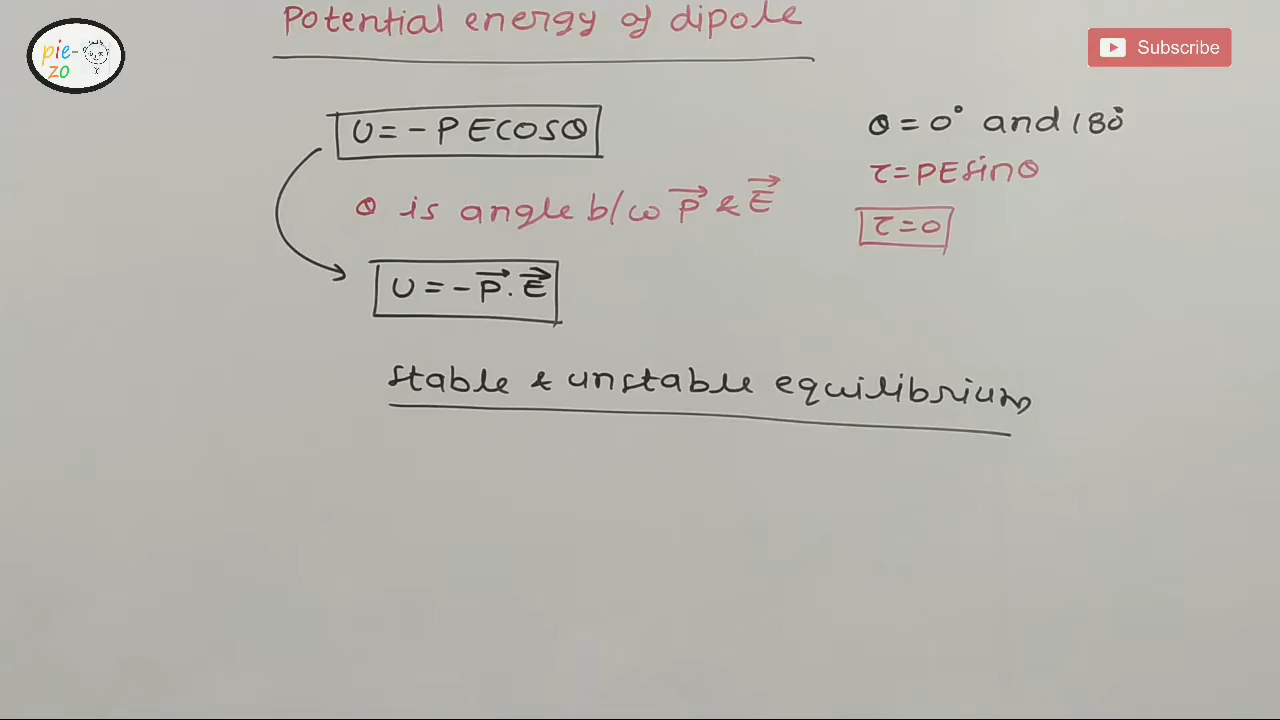 Potential energy of dipole
pie-
zo
Subscribe
U = - P E COS θ
θ = 0° and 180°
τ = PE sin θ
θ is angle b/w P⃗ & E⃗
τ = 0
U = - P⃗ . E⃗
stable & unstable equilibrium